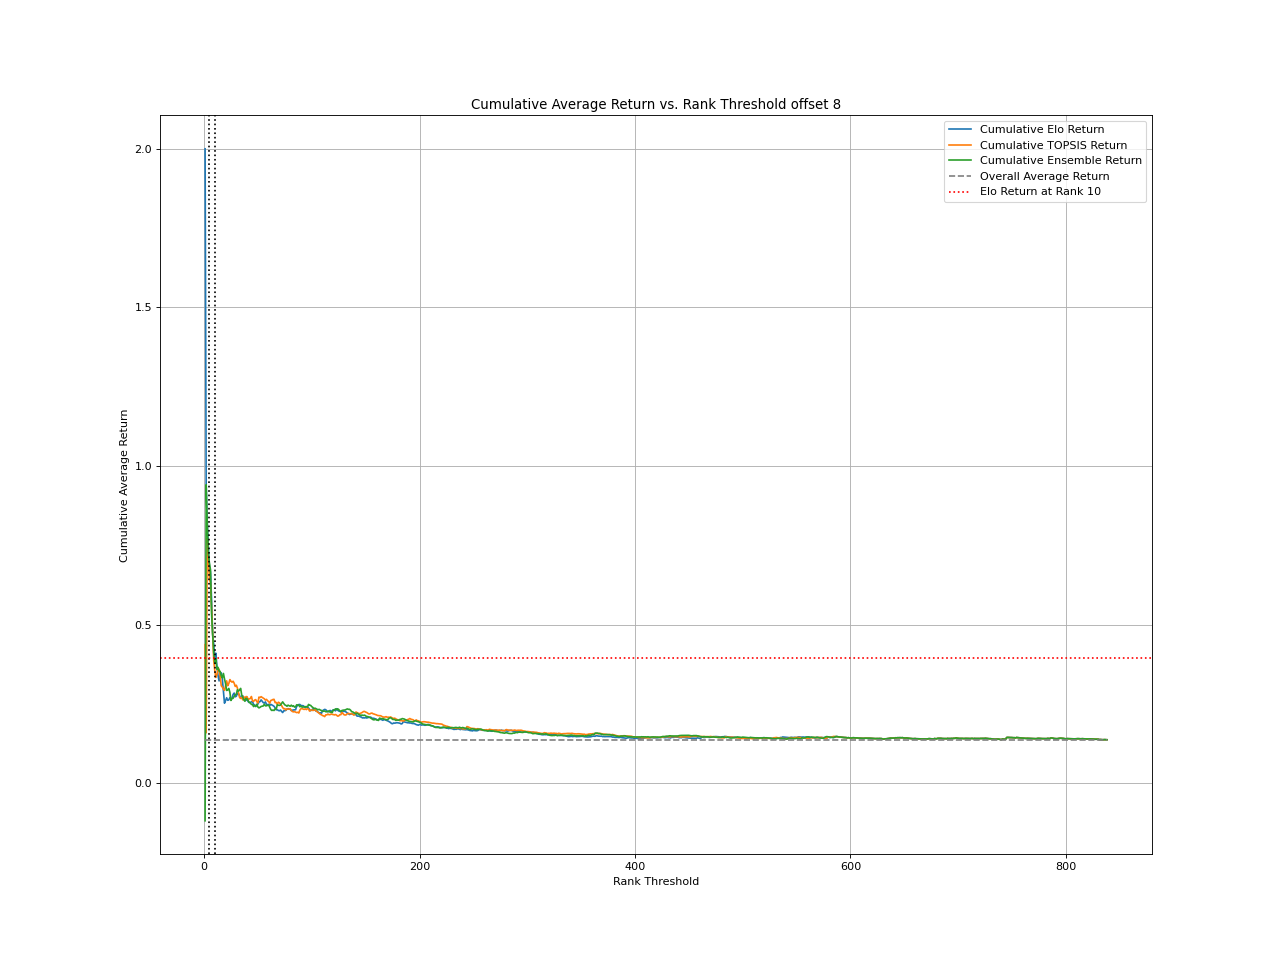 Cumulative Average Return vs. Rank Threshold offset 8
Cumulative Elo Return
Cumulative TOPSIS Return
Cumulative Ensemble Return
Overall Average Return
Elo Return at Rank 10
Cumulative Average Return
2.0
1.5
1.0
0.5
0.0
0 200 400 600 800
Rank Threshold